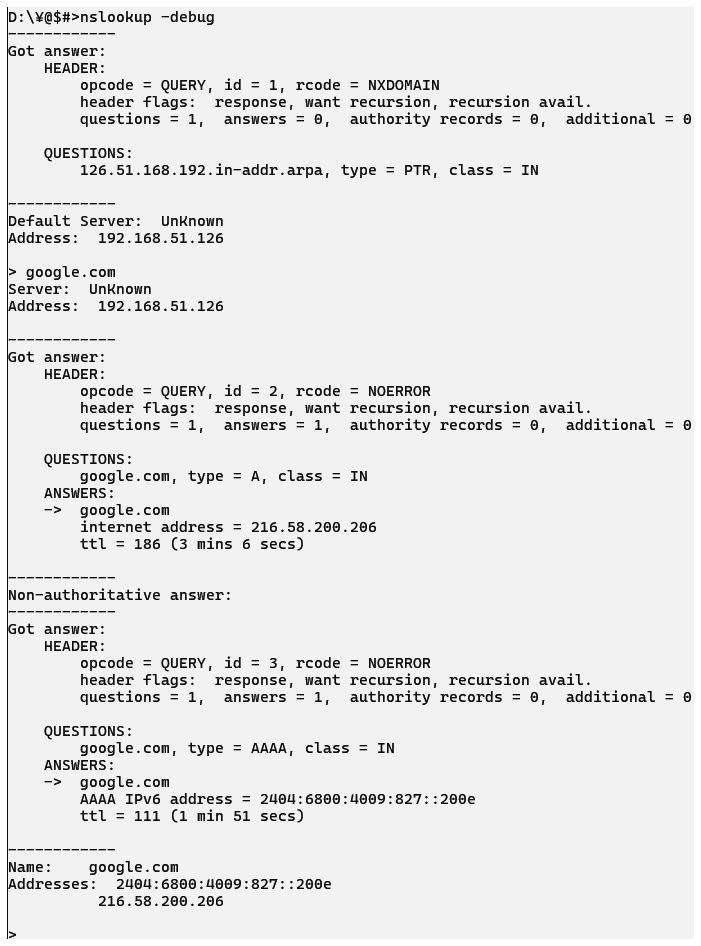 D:\¥@$#>nslookup -debug
------------
Got answer:
    HEADER:
        opcode = QUERY, id = 1, rcode = NXDOMAIN
        header flags:  response, want recursion, recursion avail.
        questions = 1,  answers = 0,  authority records = 0,  additional = 0

    QUESTIONS:
        126.51.168.192.in-addr.arpa, type = PTR, class = IN

------------
Default Server:  UnKnown
Address:  192.168.51.126

> google.com
Server:  UnKnown
Address:  192.168.51.126

------------
Got answer:
    HEADER:
        opcode = QUERY, id = 2, rcode = NOERROR
        header flags:  response, want recursion, recursion avail.
        questions = 1,  answers = 1,  authority records = 0,  additional = 0

    QUESTIONS:
        google.com, type = A, class = IN
    ANSWERS:
    ->  google.com
        internet address = 216.58.200.206
        ttl = 186 (3 mins 6 secs)

------------
Non-authoritative answer:
------------
Got answer:
    HEADER:
        opcode = QUERY, id = 3, rcode = NOERROR
        header flags:  response, want recursion, recursion avail.
        questions = 1,  answers = 1,  authority records = 0,  additional = 0

    QUESTIONS:
        google.com, type = AAAA, class = IN
    ANSWERS:
    ->  google.com
        AAAA IPv6 address = 2404:6800:4009:827::200e
        ttl = 111 (1 min 51 secs)

------------
Name:    google.com
Addresses:  2404:6800:4009:827::200e
          216.58.200.206

>